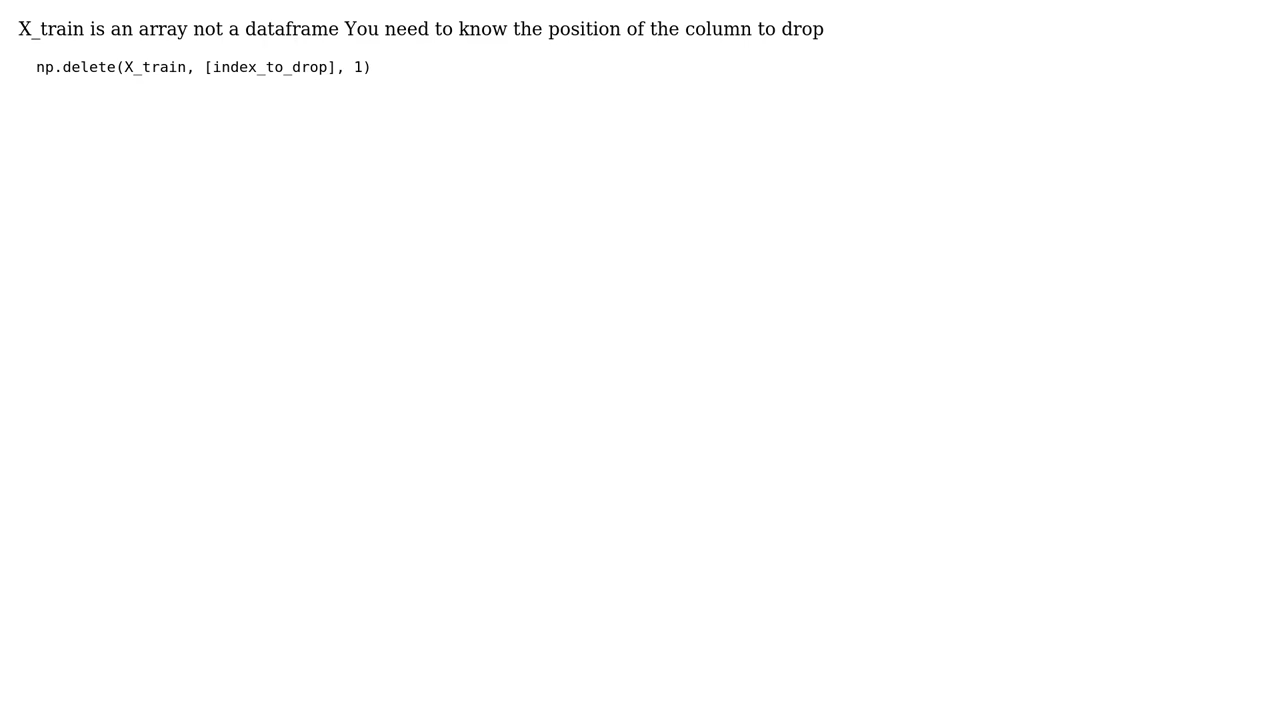 X_train is an array not a dataframe You need to know the position of the column to drop
np.delete(X_train, [index_to_drop], 1)